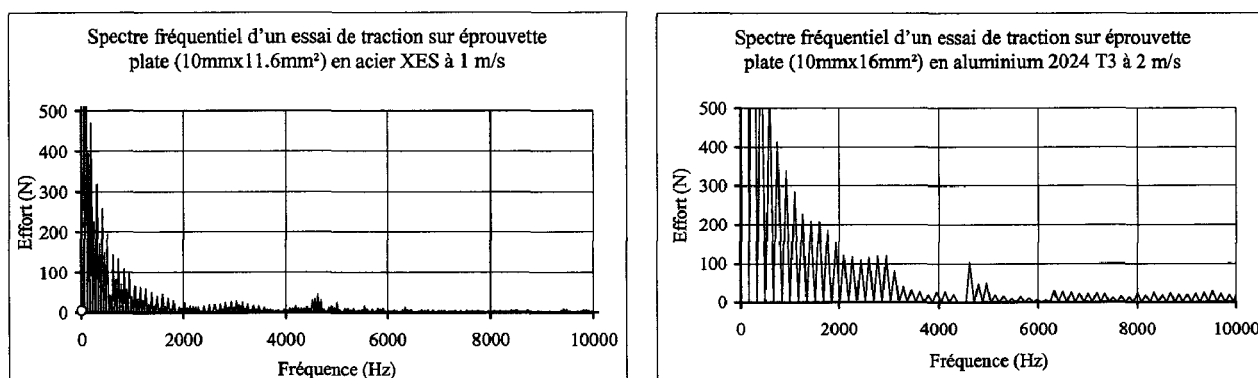 Spectre fréquentiel d'un essai de traction sur éprouvette
plate (10mmx11.6mm²) en acier XES à 1 m/s
500
400
300
200
100
0
Effort (N)
0 2000 4000 6000 8000 10000
Fréquence (Hz)
Spectre fréquentiel d'un essai de traction sur éprouvette
plate (10mmx16mm²) en aluminium 2024 T3 à 2 m/s
500
400
300
200
100
0
Effort (N)
0 2000 4000 6000 8000 10000
Fréquence (Hz)